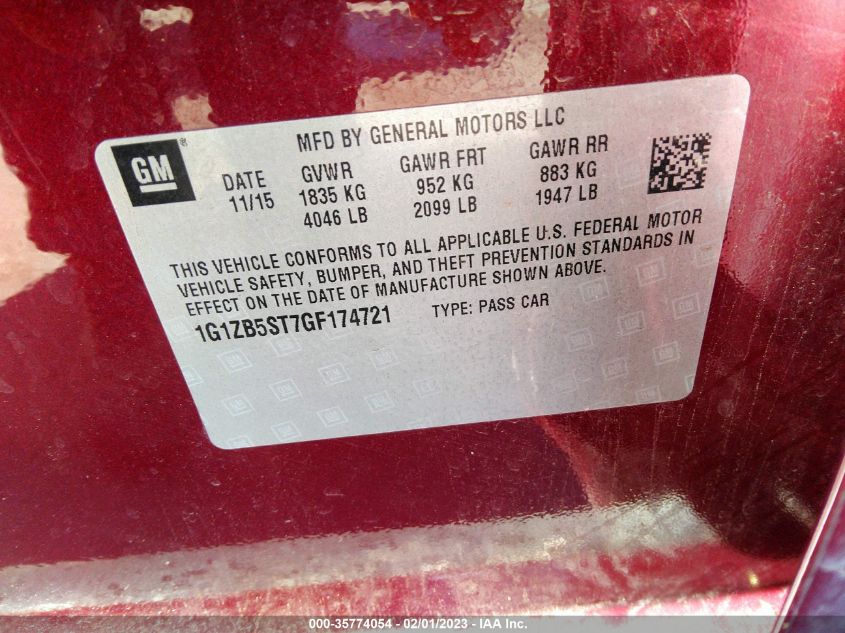 MFD BY GENERAL MOTORS LLC
GM®
DATE GVWR GAWR FRT GAWR RR
11/15 1835 KG 952 KG 883 KG
4046 LB 2099 LB 1947 LB
THIS VEHICLE CONFORMS TO ALL APPLICABLE U.S. FEDERAL MOTOR
VEHICLE SAFETY, BUMPER, AND THEFT PREVENTION STANDARDS IN
EFFECT ON THE DATE OF MANUFACTURE SHOWN ABOVE.
1G1ZB5ST7GF174721 TYPE: PASS CAR
000-35774054 - 02/01/2023 - IAA Inc.